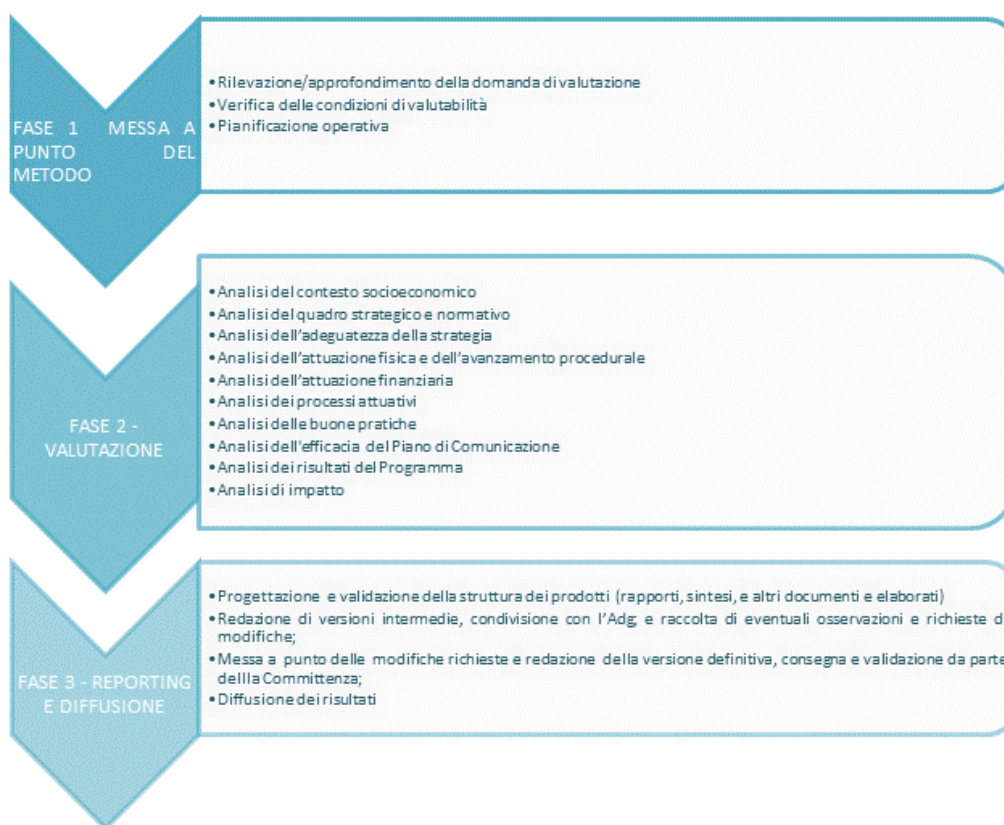 FASE 1 MESSA A
PUNTO DEL
METODO
•Rilevazione/approfondimento della domanda di valutazione
•Verifica delle condizioni di valutabilità
•Pianificazione operativa
FASE 2 -
VALUTAZIONE
•Analisi del contesto socioeconomico
•Analisi del quadro strategico e normativo
•Analisi dell'adeguatezza della strategia
•Analisi dell'attuazione fisica e dell'avanzamento procedurale
•Analisi dell'attuazione finanziaria
•Analisi dei processi attuativi
•Analisi delle buone pratiche
•Analisi dell'efficacia del Piano di Comunicazione
•Analisi dei risultati del Programma
•Analisi di impatto
FASE 3 - REPORTING
E DIFFUSIONE
•Progettazione e validazione della struttura dei prodotti (rapporti, sintesi, e altri documenti e elaborati)
•Redazione di versioni intermedie, condivisione con l'Adg; e raccolta di eventuali osservazioni e richieste d
modifiche;
•Messa a punto delle modifiche richieste e redazione della versione definitiva, consegna e validazione da parte
dellla Committenza;
•Diffusione dei risultati